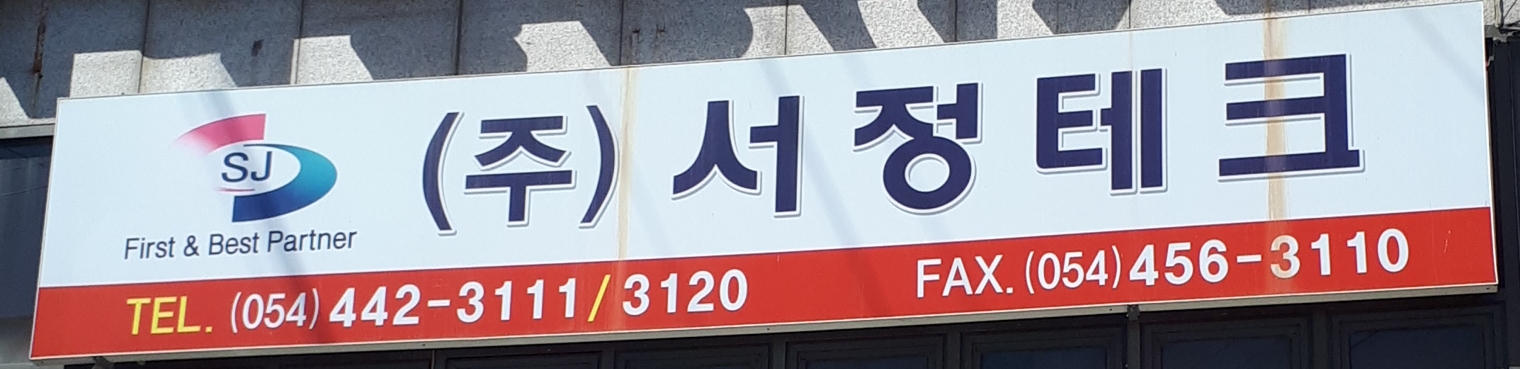 SJ
First & Best Partner
(주)서정테크
TEL. (054)442-3111/3120 FAX. (054)456-3110